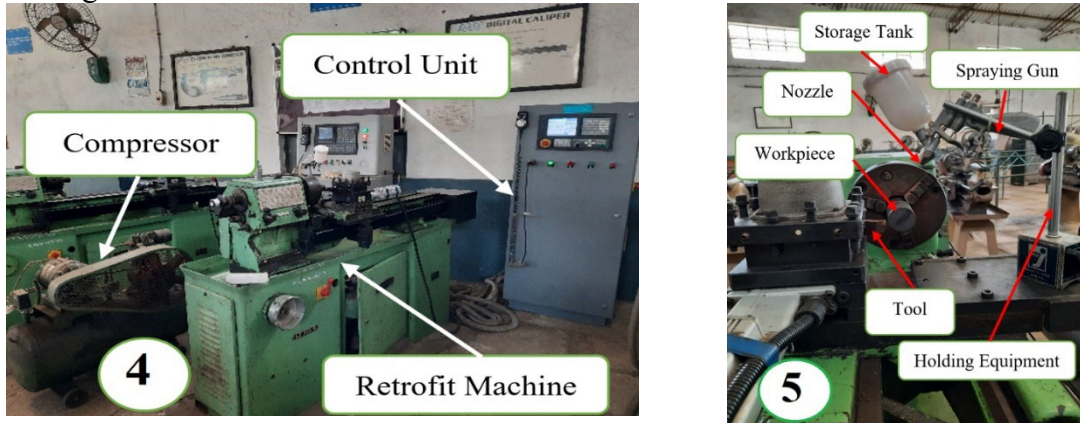 DIGITAL CALIPER
Control Unit
Compressor
Retrofit Machine
4
Storage Tank
Spraying Gun
Nozzle
Workpiece
Tool
Holding Equipment
5